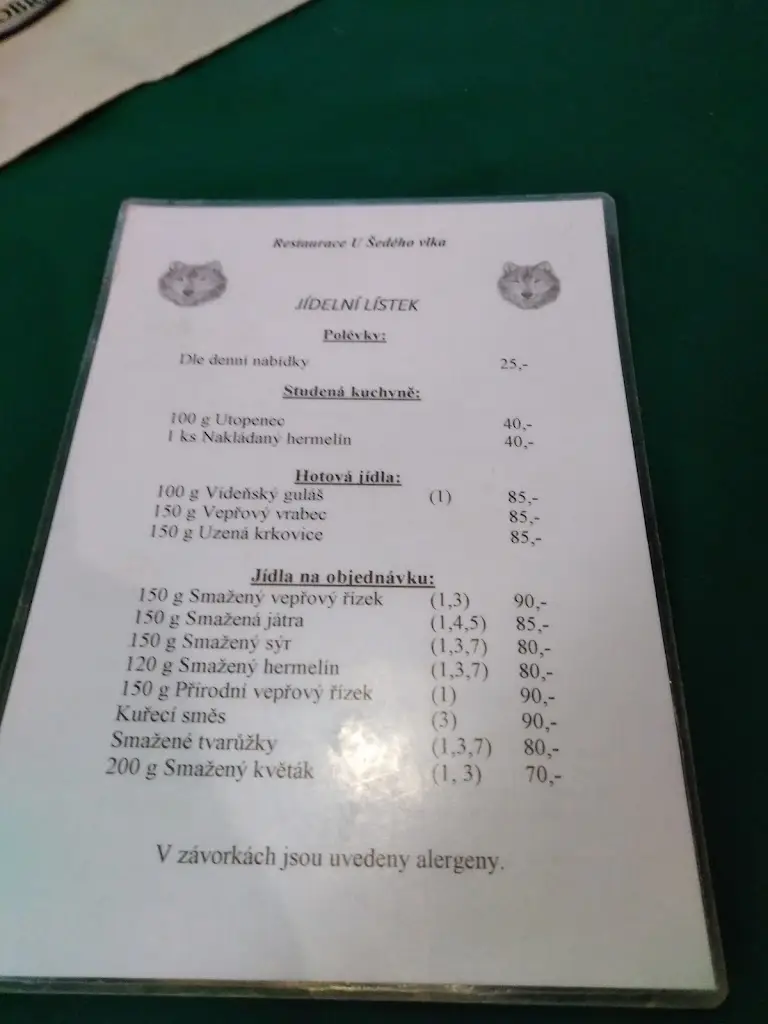 OBR
Restaurace U Šedého vlka
JÍDELNÍ LÍSTEK
Polévky:
Dle denní nabídky 25,-
Studená kuchyně:
100 g Utopenec 40,-
1 ks Nakládaný hermelín 40,-
Hotová jídla:
100 g Vídeňský guláš (1) 85,-
150 g Vepřový vrabec 85,-
150 g Uzená krkovice 85,-
Jídla na objednávku:
150 g Smažený vepřový řízek (1,3) 90,-
150 g Smažená játra (1,4,5) 85,-
150 g Smažený sýr (1,3,7) 80,-
120 g Smažený hermelín (1,3,7) 80,-
150 g Přírodní vepřový řízek (1) 90,-
Kuřecí směs (3) 90,-
Smažené tvarůžky (1,3,7) 80,-
200 g Smažený květák (1, 3) 70,-
V závorkách jsou uvedeny alergeny.